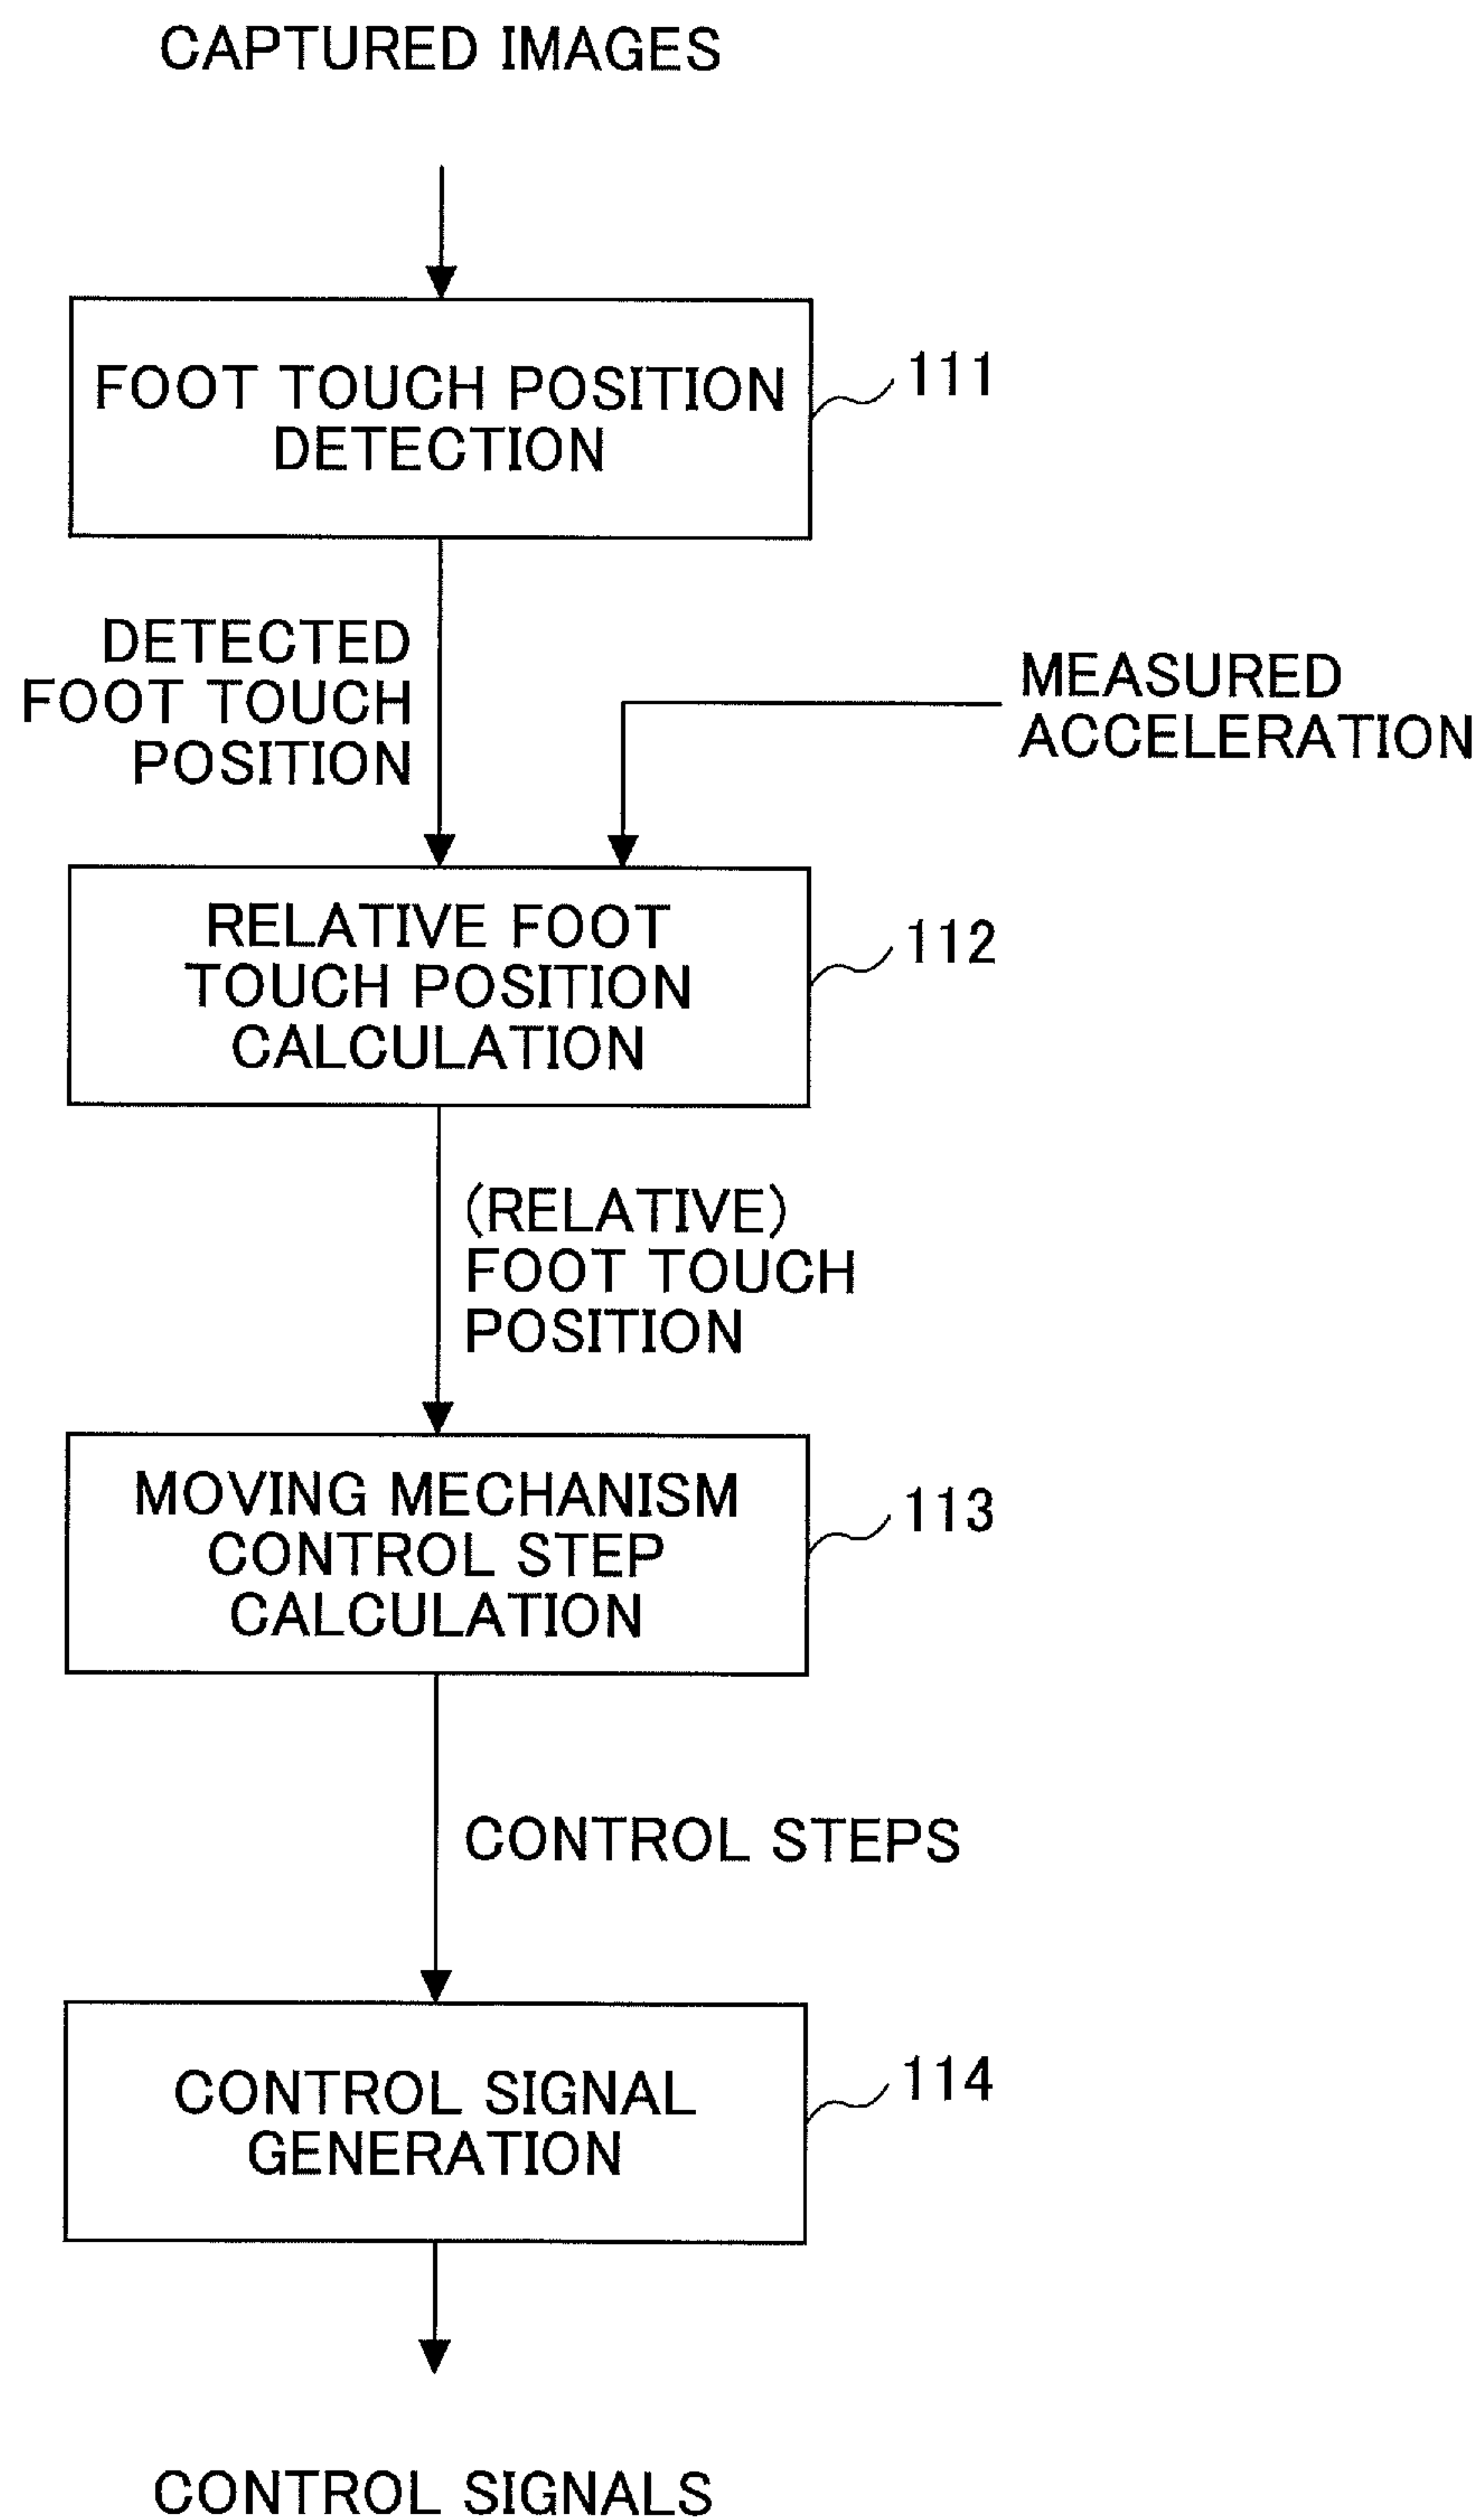 CAPTURED IMAGES
FOOT TOUCH POSITION
DETECTION
111
DETECTED
FOOT TOUCH
POSITION
MEASURED
ACCELERATION
RELATIVE FOOT
TOUCH POSITION
CALCULATION
112
(RELATIVE)
FOOT TOUCH
POSITION
MOVING MECHANISM
CONTROL STEP
CALCULATION
113
CONTROL STEPS
CONTROL SIGNAL
GENERATION
114
CONTROL SIGNALS